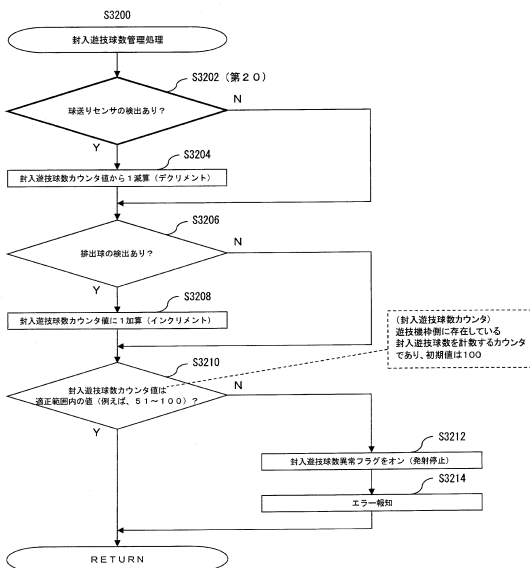 S3200
封入遊技球数管理処理
S3202（第２０）
球送りセンサの検出あり？
N
Y
S3204
封入遊技球数カウンタ値から１減算（デクリメント）
S3206
排出球の検出あり？
N
Y
S3208
封入遊技球数カウンタ値に１加算（インクリメント）
（封入遊技球数カウンタ）
遊技機枠側に存在している
封入遊技球数を計数するカウンタ
であり、初期値は１００
S3210
封入遊技球数カウンタ値は
適正範囲内の値（例えば、５１～１００）？
N
Y
S3212
封入遊技球数異常フラグをオン（発射停止）
S3214
エラー報知
ＲＥＴＵＲＮ